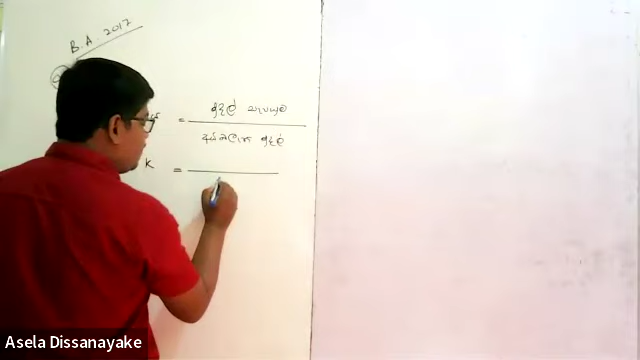 B.A. 2017
= මුදල් සැපයුම
අධිබලැති මුදල්
K =
Asela Dissanayake